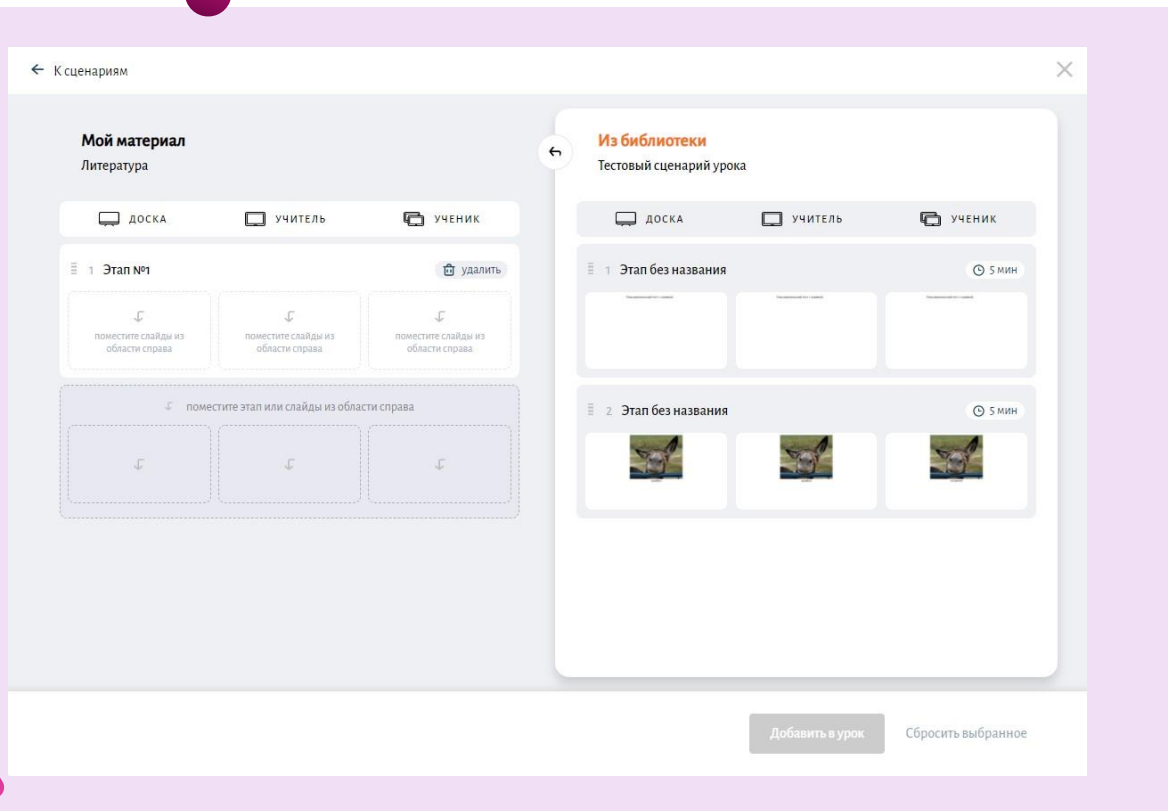 К сценариям
Мой материал
Литература
ДОСКА УЧИТЕЛЬ УЧЕНИК
1 Этап №1 удалить
поместите слайды из области справа
поместите слайды из области справа
поместите слайды из области справа
поместите этап или слайды из области справа
Из библиотеки
Тестовый сценарий урока
ДОСКА УЧИТЕЛЬ УЧЕНИК
1 Этап без названия 5 мин
2 Этап без названия 5 мин
Добавить в урок Сбросить выбранное